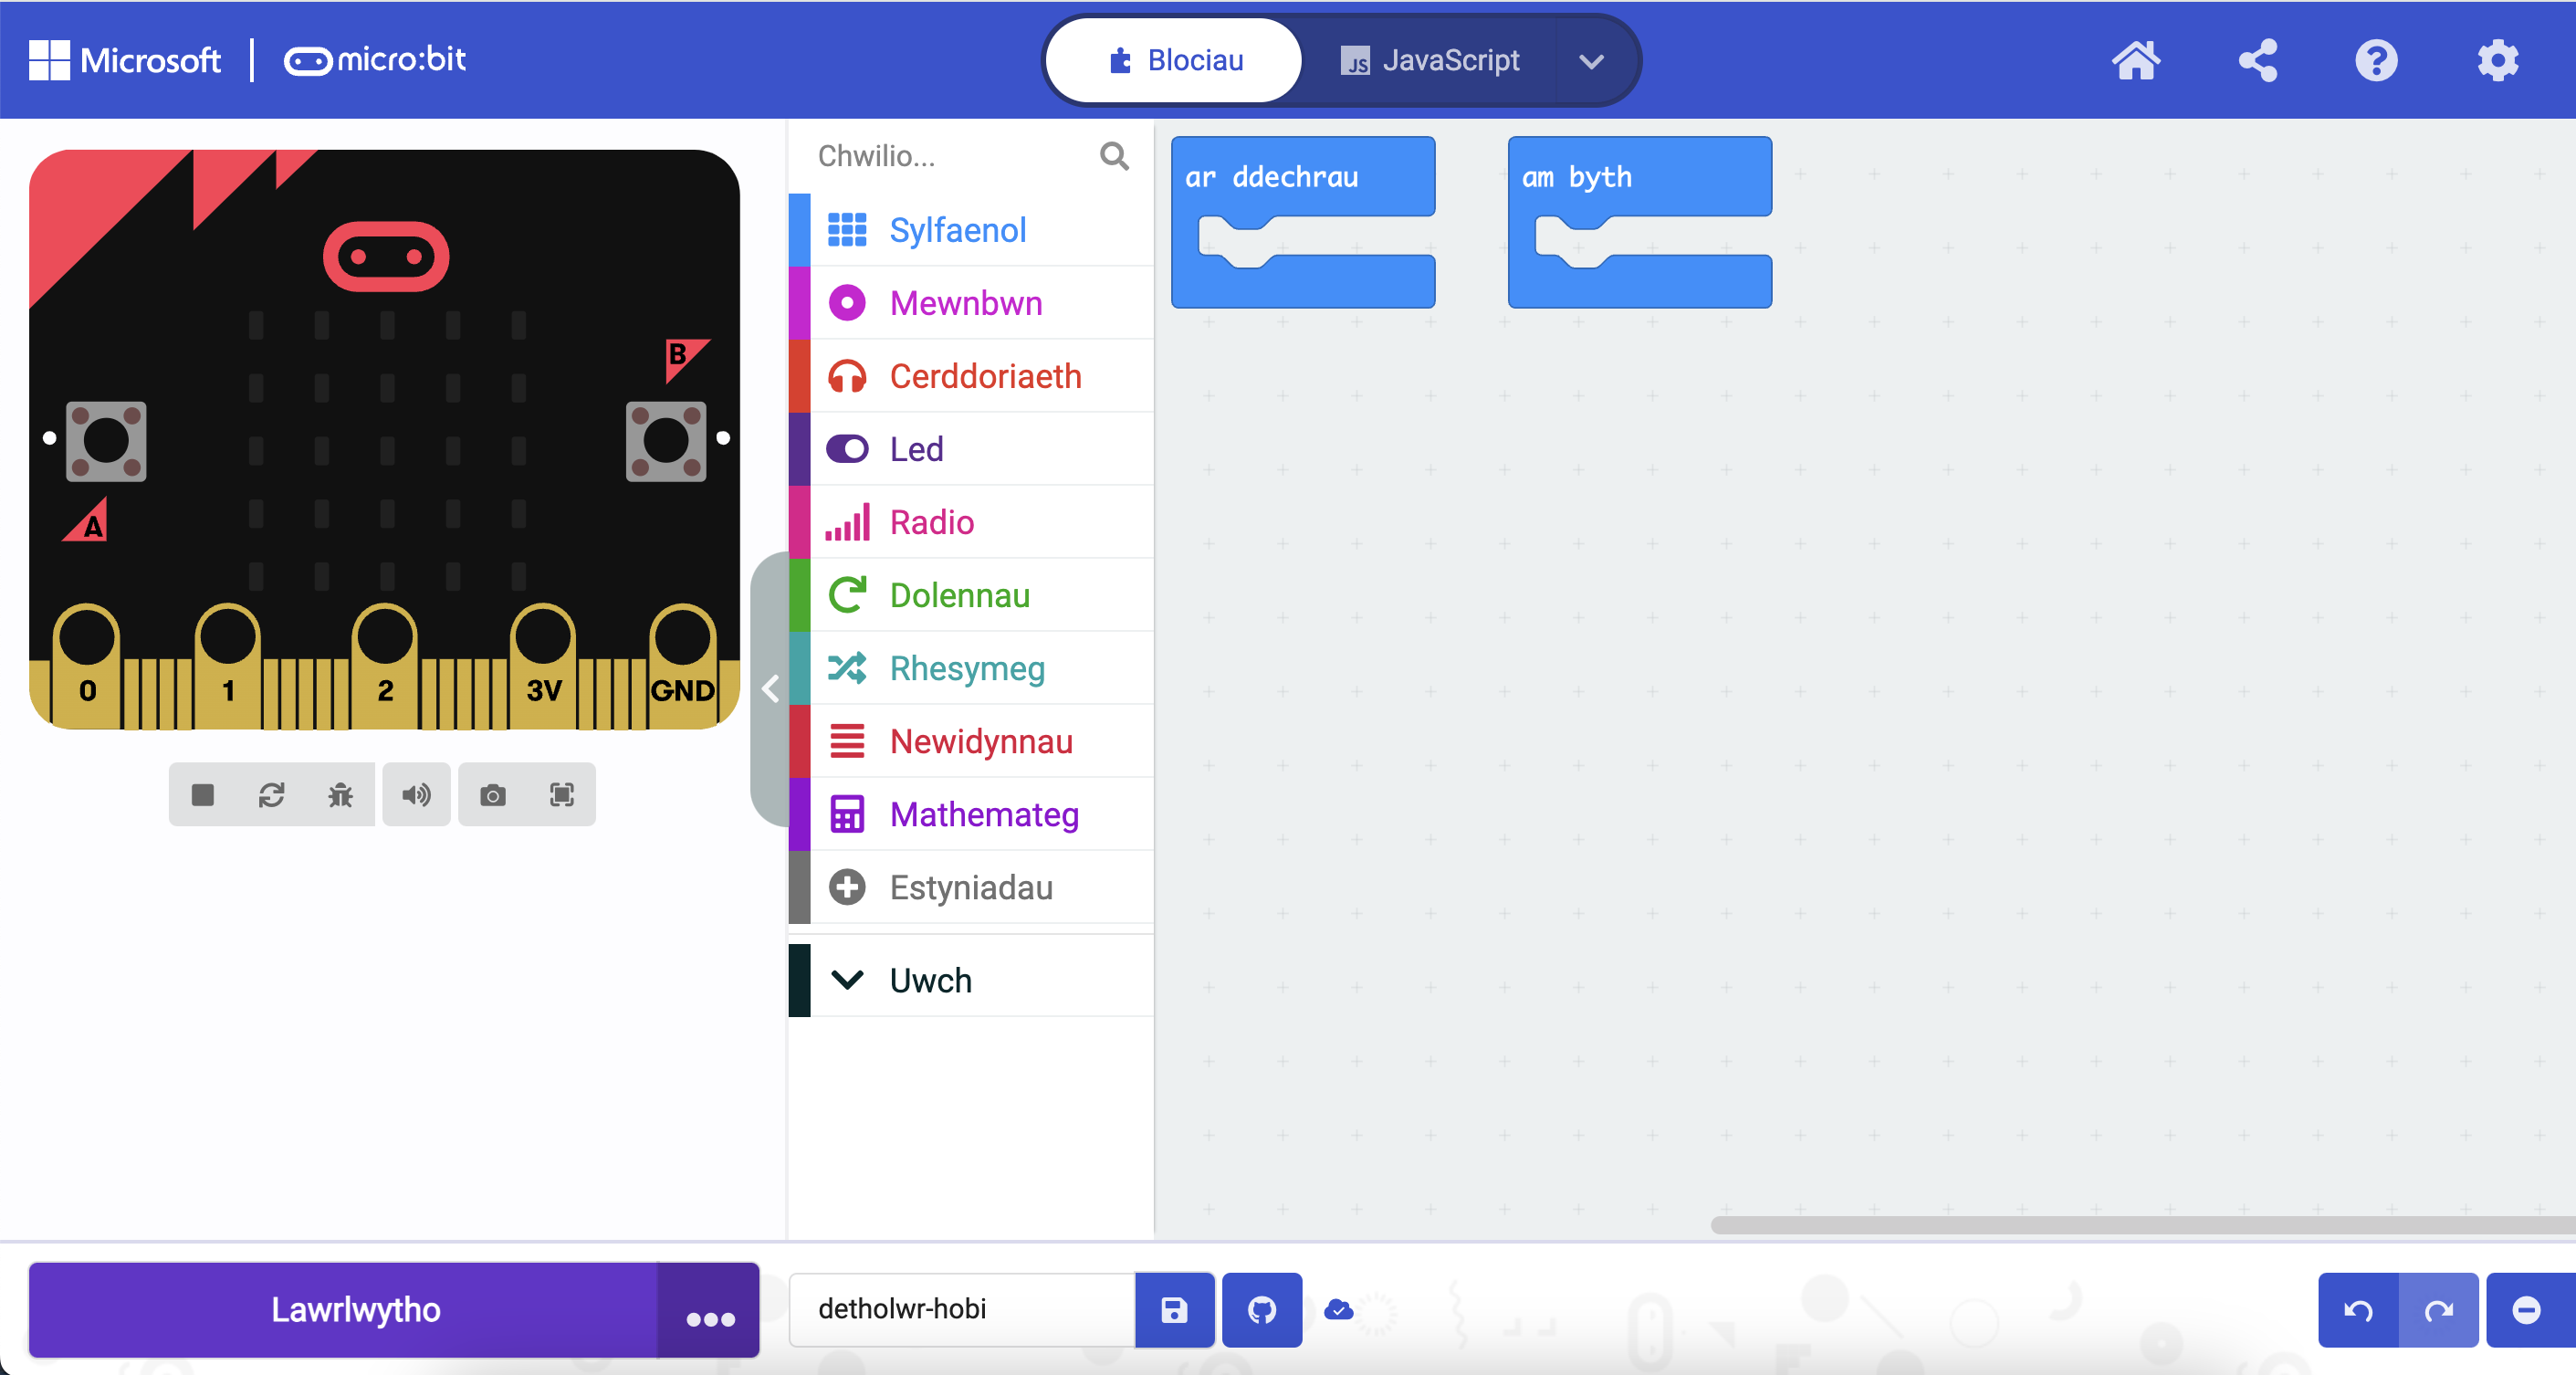 Microsoft | micro:bit
Blociau
JS JavaScript
B
A
0 1 2 3V GND
Chwilio...
Sylfaenol
Mewnbwn
Cerddoriaeth
Led
Radio
Dolennau
Rhesymeg
Newidynnau
Mathemateg
Estyniadau
Uwch
ar ddechrau
am byth
Lawrlwytho
detholwr-hobi